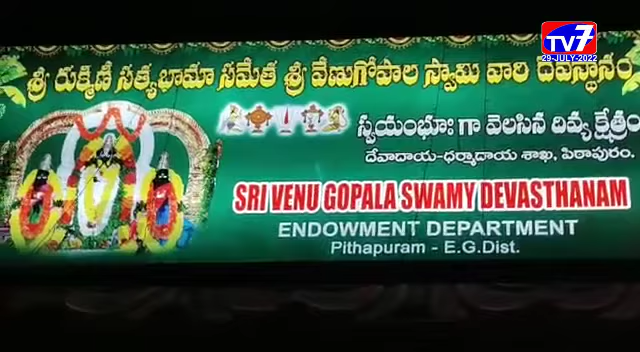 TV7
29-JULY-2022
శ్రీ రుక్మిణీ సత్యభామా సమేత శ్రీ వేణుగోపాల స్వామి వారి దేవస్థానం
స్వయంభూః గా వెలసిన దివ్య క్షేత్రం
దేవాదాయ-ధర్మాదాయ శాఖ, పిఠాపురం.
SRI VENU GOPALA SWAMY DEVASTHANAM
ENDOWMENT DEPARTMENT
Pithapuram - E.G.Dist.